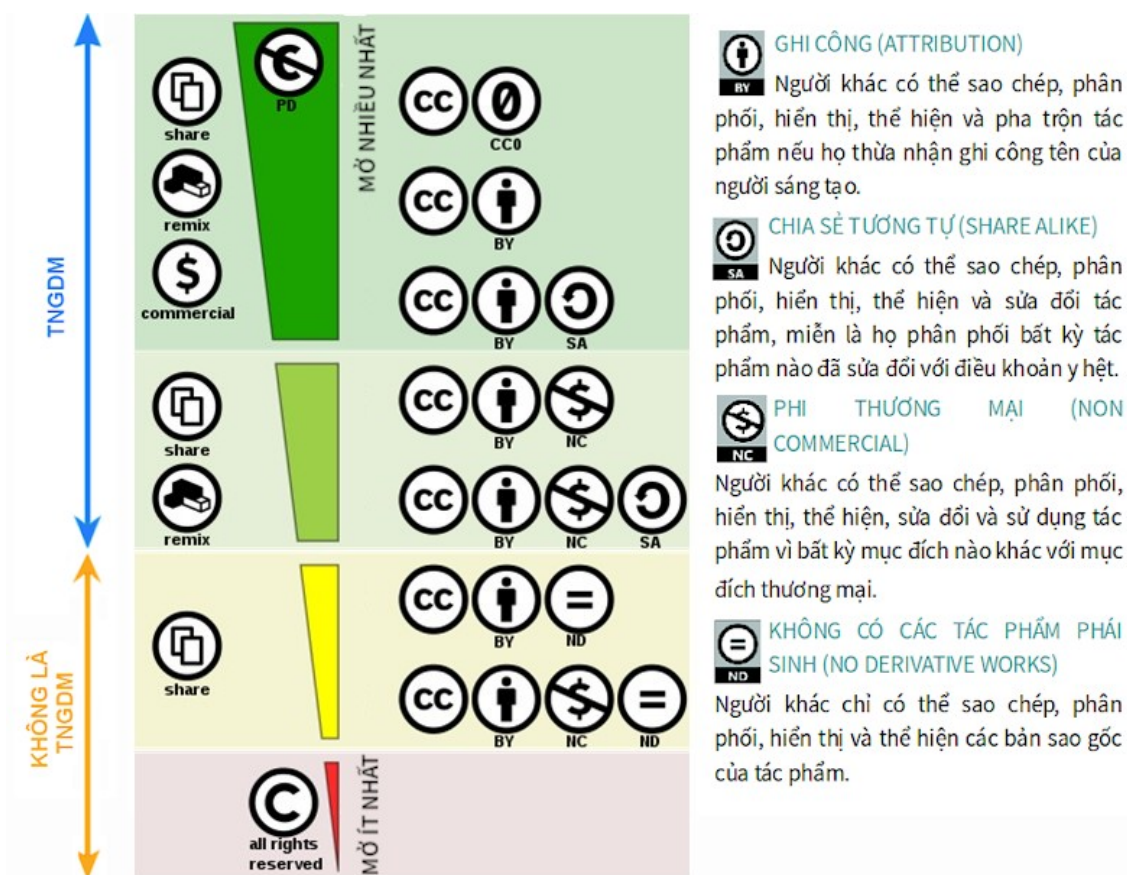 TNGDM
KHÔNG LÀ
TNGDM
share
remix
commercial
PD
MỞ NHIỀU NHẤT
CC 0
CC0
CC
BY
CC
BY SA
share
remix
CC
BY NC
CC
BY NC SA
share
CC
BY ND
CC
BY NC ND
C
all rights
reserved
MỞ ÍT NHẤT
BY
GHI CÔNG (ATTRIBUTION)
Người khác có thể sao chép, phân
phối, hiển thị, thể hiện và pha trộn tác
phẩm nếu họ thừa nhận ghi công tên của
người sáng tạo.
SA
CHIA SẺ TƯƠNG TỰ (SHARE ALIKE)
Người khác có thể sao chép, phân
phối, hiển thị, thể hiện và sửa đổi tác
phẩm, miễn là họ phân phối bất kỳ tác
phẩm nào đã sửa đổi với điều khoản y hệt.
NC
PHI THƯƠNG MẠI (NON
COMMERCIAL)
Người khác có thể sao chép, phân phối,
hiển thị, thể hiện, sửa đổi và sử dụng tác
phẩm vì bất kỳ mục đích nào khác với mục
đích thương mại.
ND
KHÔNG CÓ CÁC TÁC PHẨM PHÁI
SINH (NO DERIVATIVE WORKS)
Người khác chỉ có thể sao chép, phân
phối, hiển thị và thể hiện các bản sao gốc
của tác phẩm.